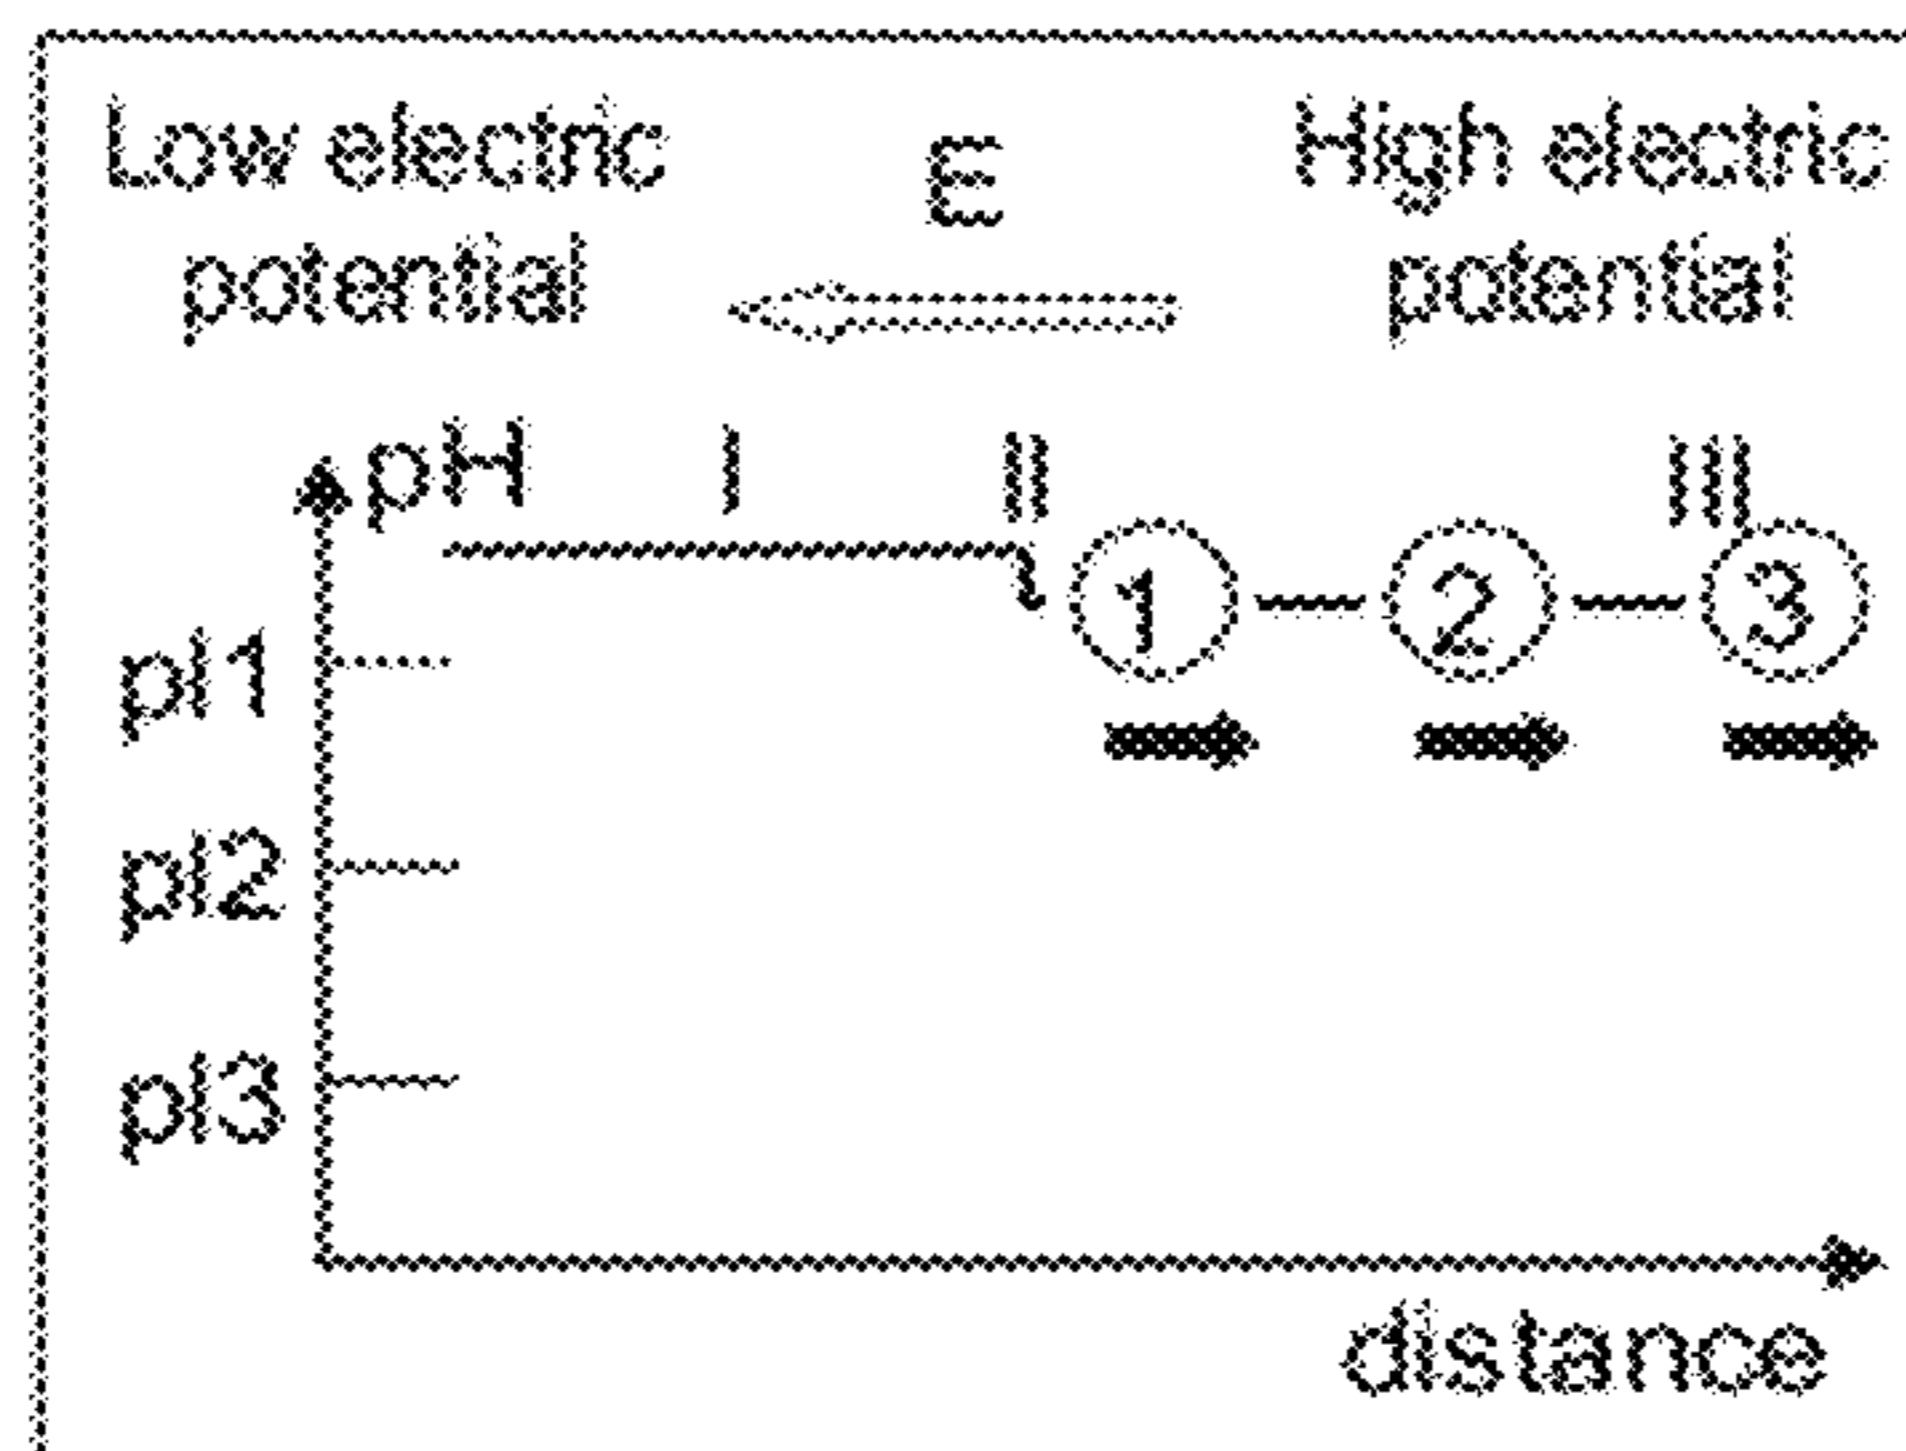 Low electric
potential
E
High electric
potential
pH
I
II
III
1
2
3
pI1
pI2
pI3
distance